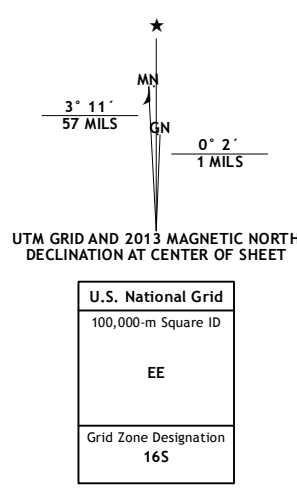 MN
3° 11´
57 MILS
GN
0° 2´
1 MILS
UTM GRID AND 2013 MAGNETIC NORTH
DECLINATION AT CENTER OF SHEET
U.S. National Grid
100,000-m Square ID
EE
Grid Zone Designation
16S